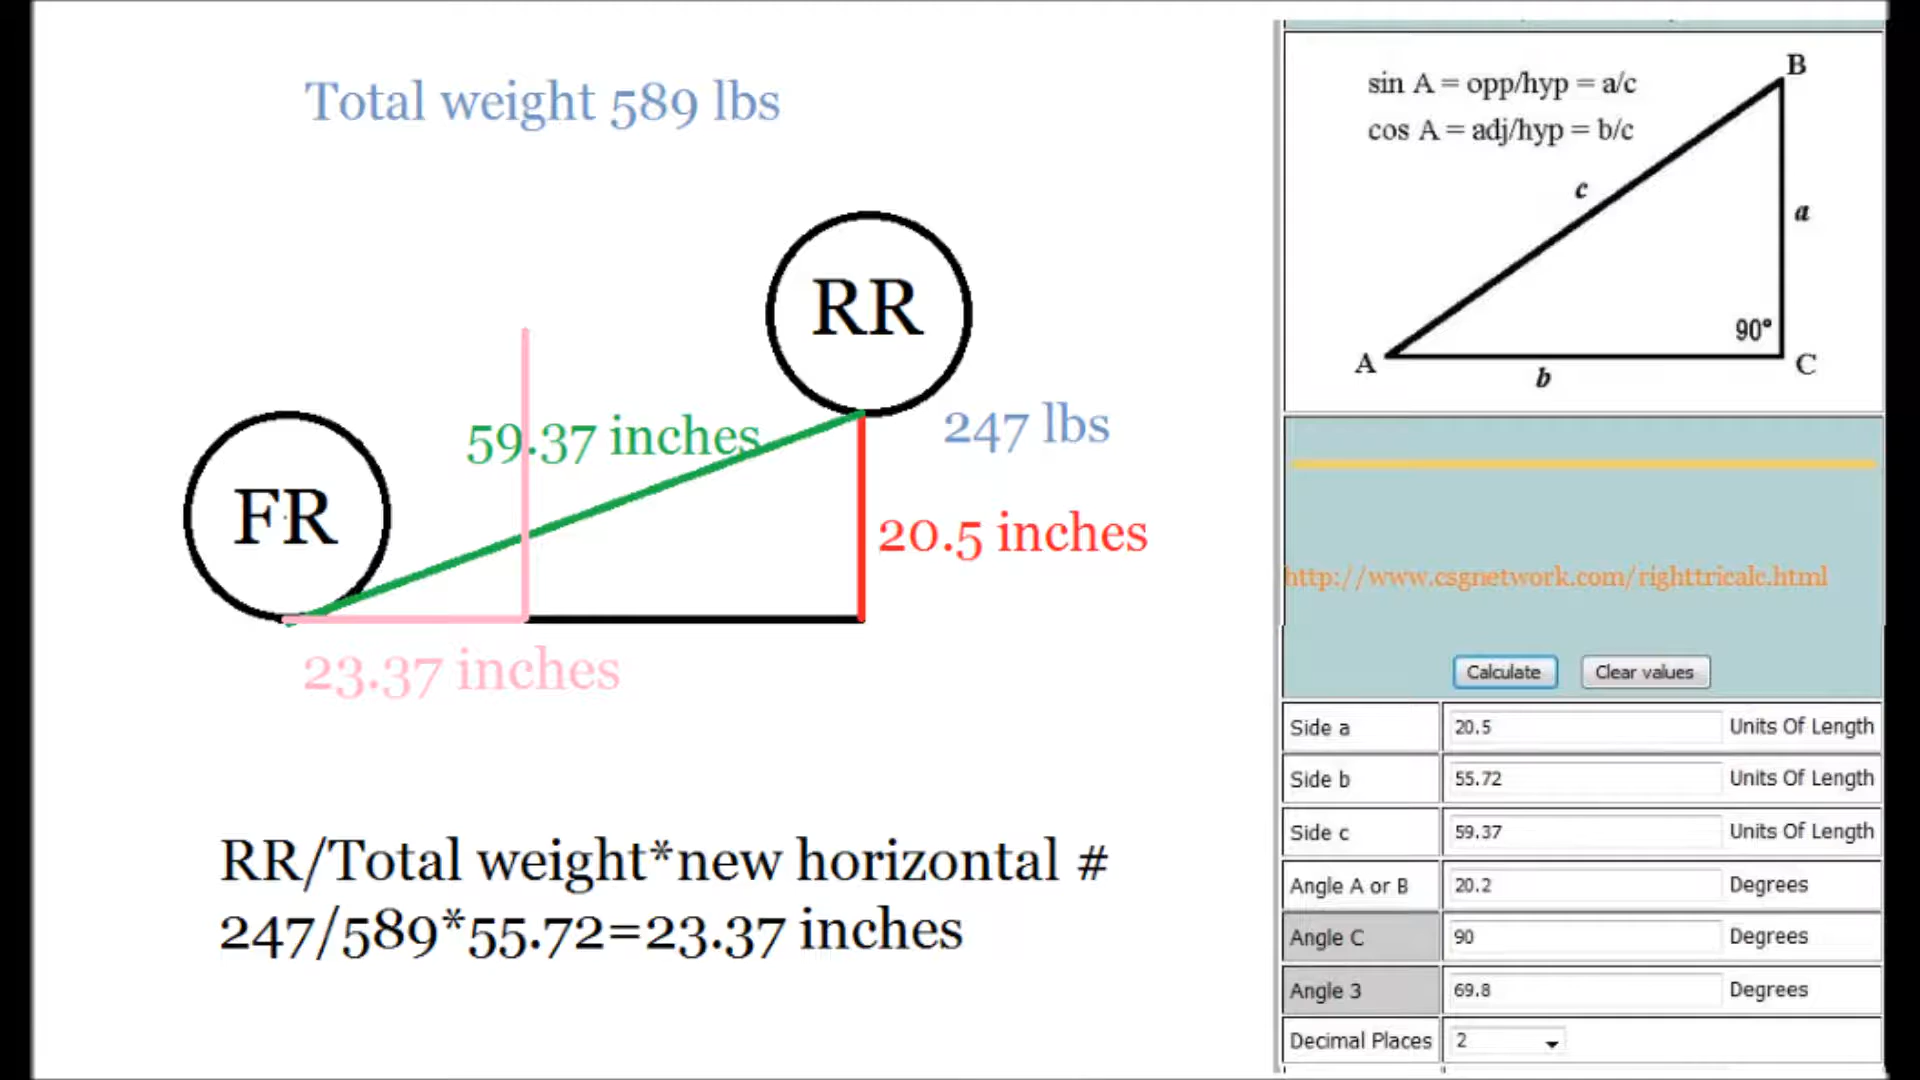 Total weight 589 lbs
RR
59.37 inches
247 lbs
FR
20.5 inches
23.37 inches
RR/Total weight*new horizontal #
247/589*55.72=23.37 inches
sin A = opp/hyp = a/c
cos A = adj/hyp = b/c
B
c
a
90°
A
b
C
http://www.csgnetwork.com/righttricalc.html
Calculate Clear values
Side a 20.5 Units Of Length
Side b 55.72 Units Of Length
Side c 59.37 Units Of Length
Angle A or B 20.2 Degrees
Angle C 90 Degrees
Angle 3 69.8 Degrees
Decimal Places 2